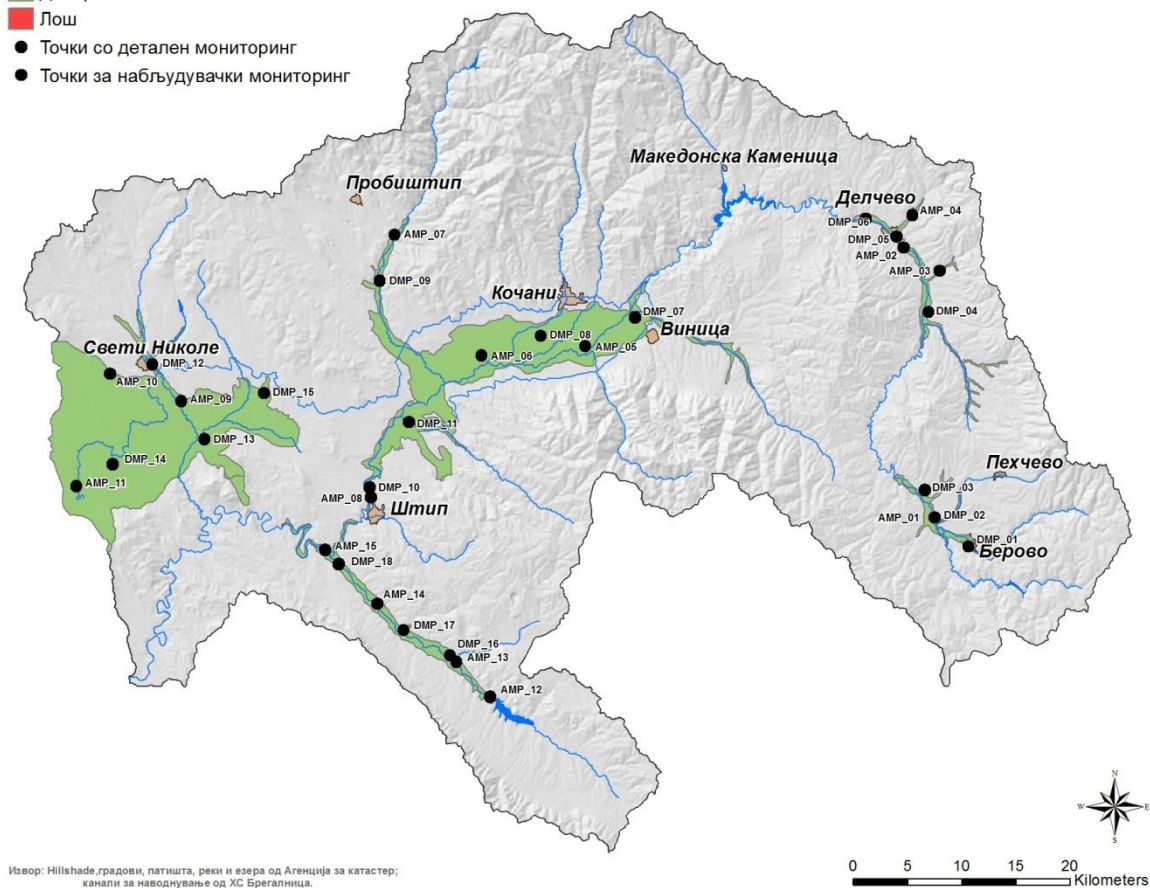 Лош
Точки со детален мониторинг
Точки за набљудувачки мониторинг
Македонска Каменица
Пробиштип
Делчево
AMP_04
DMP_06
AMP_07
DMP_05
AMP_02
AMP_03
DMP_09
Кочани
DMP_07
DMP_04
Виница
DMP_08
Свети Николе
DMP_12
AMP_06
AMP_05
AMP_10
DMP_15
AMP_09
DMP_11
DMP_13
DMP_14
Пехчево
AMP_11
DMP_10
DMP_03
AMP_08
Штип
AMP_01
DMP_02
DMP_01
Берово
AMP_15
DMP_18
AMP_14
DMP_17
DMP_16
AMP_13
AMP_12
N
W
E
S
Извор: Hillshade,градови, патишта, реки и езера од Агенција за катастер;
канали за наводнување од ХС Брегалница.
0 5 10 20
Kilometers